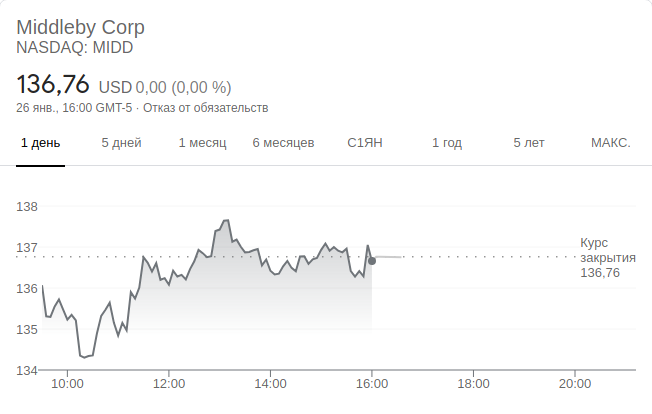 Middleby Corp
NASDAQ: MIDD
136,76 USD 0,00 (0,00 %)
26 янв., 16:00 GMT-5 · Отказ от обязательств
1 день 5 дней 1 месяц 6 месяцев С1ЯН 1 год 5 лет МАКС.
138
137
136
135
134
Курс
закрытия
136,76
10:00 12:00 14:00 16:00 18:00 20:00